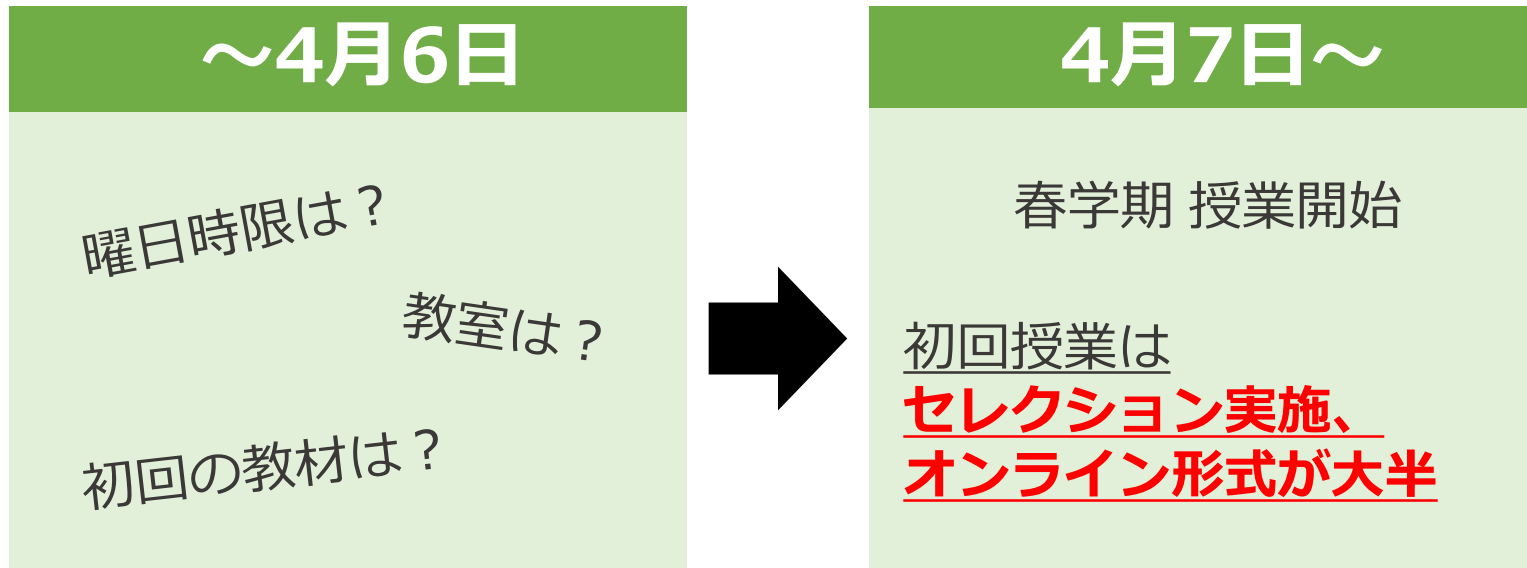 ～4月6日
曜日時限は？
教室は？
初回の教材は？
4月7日～
春学期 授業開始
初回授業は
セレクション実施、
オンライン形式が大半